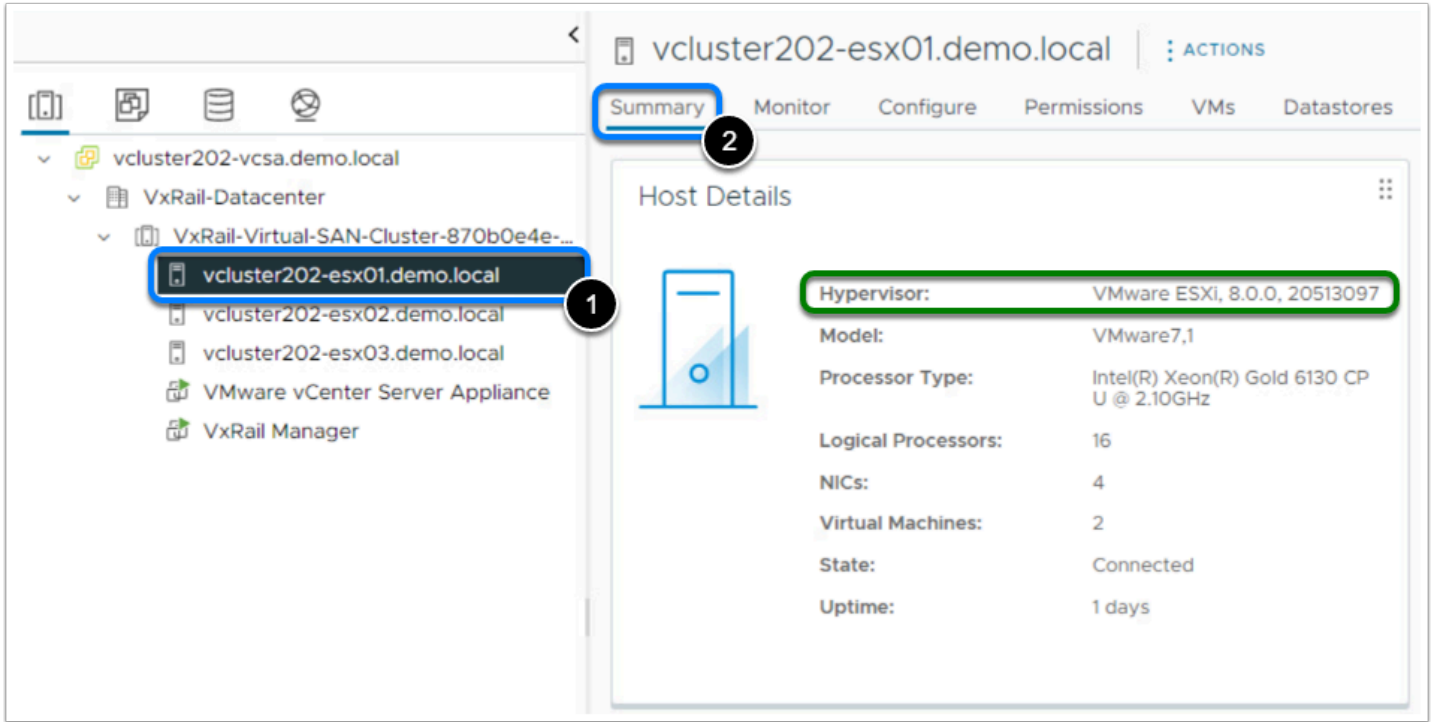 vcluster202-esx01.demo.local
ACTIONS
Summary
Monitor
Configure
Permissions
VMs
Datastores
2
vcluster202-vcsa.demo.local
VxRail-Datacenter
VxRail-Virtual-SAN-Cluster-870b0e4e-...
vcluster202-esx01.demo.local
1
vcluster202-esx02.demo.local
vcluster202-esx03.demo.local
VMware vCenter Server Appliance
VxRail Manager
Host Details
Hypervisor: VMware ESXi, 8.0.0, 20513097
Model: VMware7,1
Processor Type: Intel(R) Xeon(R) Gold 6130 CP
U @ 2.10GHz
Logical Processors: 16
NICs: 4
Virtual Machines: 2
State: Connected
Uptime: 1 days